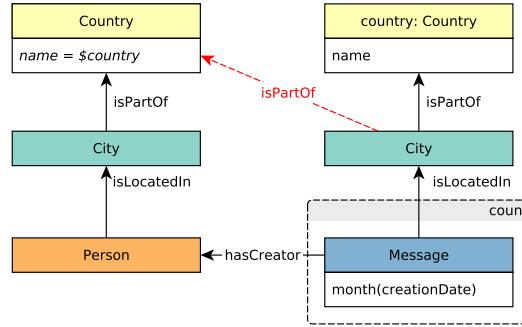 Country
country: Country
name = $country
name
isPartOf
isPartOf
isPartOf
City
City
isLocatedIn
isLocatedIn
coun
Person
hasCreator
Message
month(creationDate)